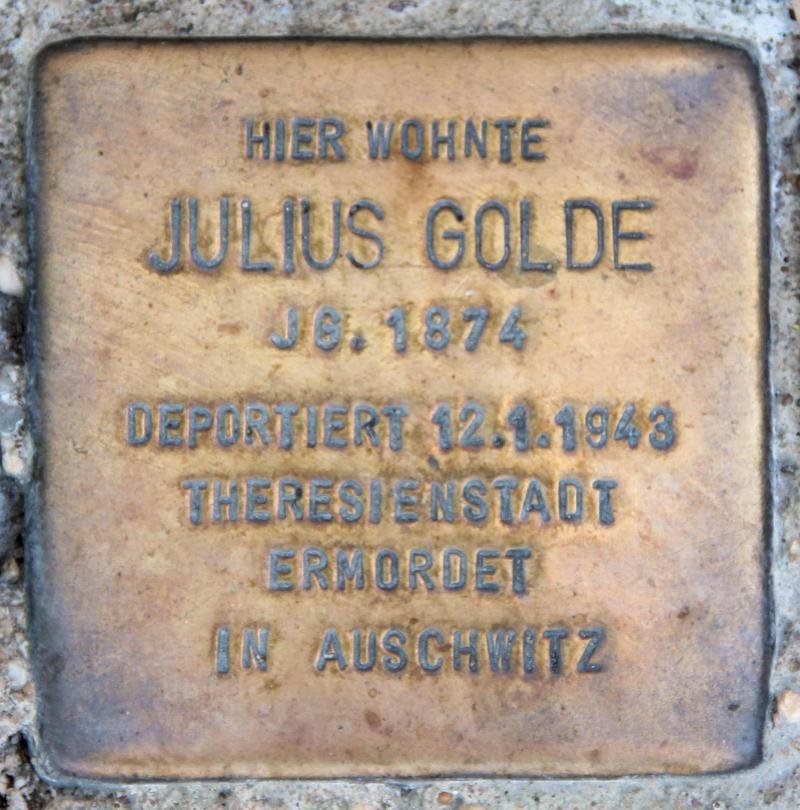 HIER WOHNTE
JULIUS GOLDE
JG. 1874
DEPORTIERT 12.1.1943
THERESIENSTADT
ERMORDET
IN AUSCHWITZ